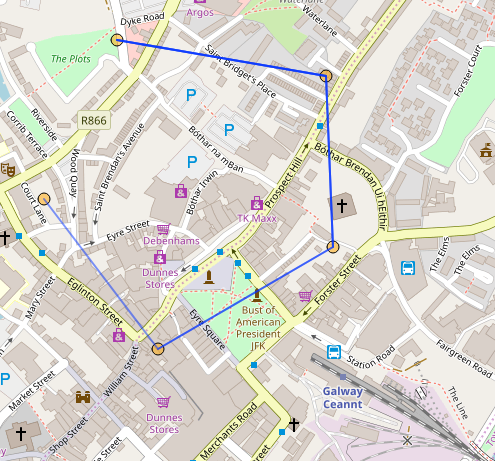 Dyke Road
Argos
Waterlane
Waterlane
The Plots
Saint Bridget's Place
Forster Court
P
Riverside
Corrib Terrace
R866
P
Bóthar na mBan
Saint Brendan's Avenue
Wood Quay
P
Bóthar Irwin
Prospect Hill
Bóthar Breandán Uí hEithir
Court Lane
TK Maxx
Eyre Street
Debenhams
Dunnes
Stores
The Elms
The Elms
Mary Street
Eglinton Street
Forster Street
Bust of
American
President
JFK
Eyre Square
Station Road
Fairgreen Road
William Street
Market Street
P
Galway
Ceannt
The Line
Dunnes
Stores
Shop Street
Merchants Road
Street